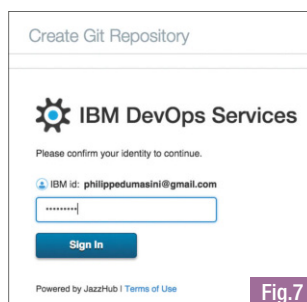 Create Git Repository
IBM DevOps Services
Please confirm your identity to continue.
IBM id: philippedumasini@gmail.com
•••••••••
Sign In
Powered by JazzHub | Terms of Use
Fig.7